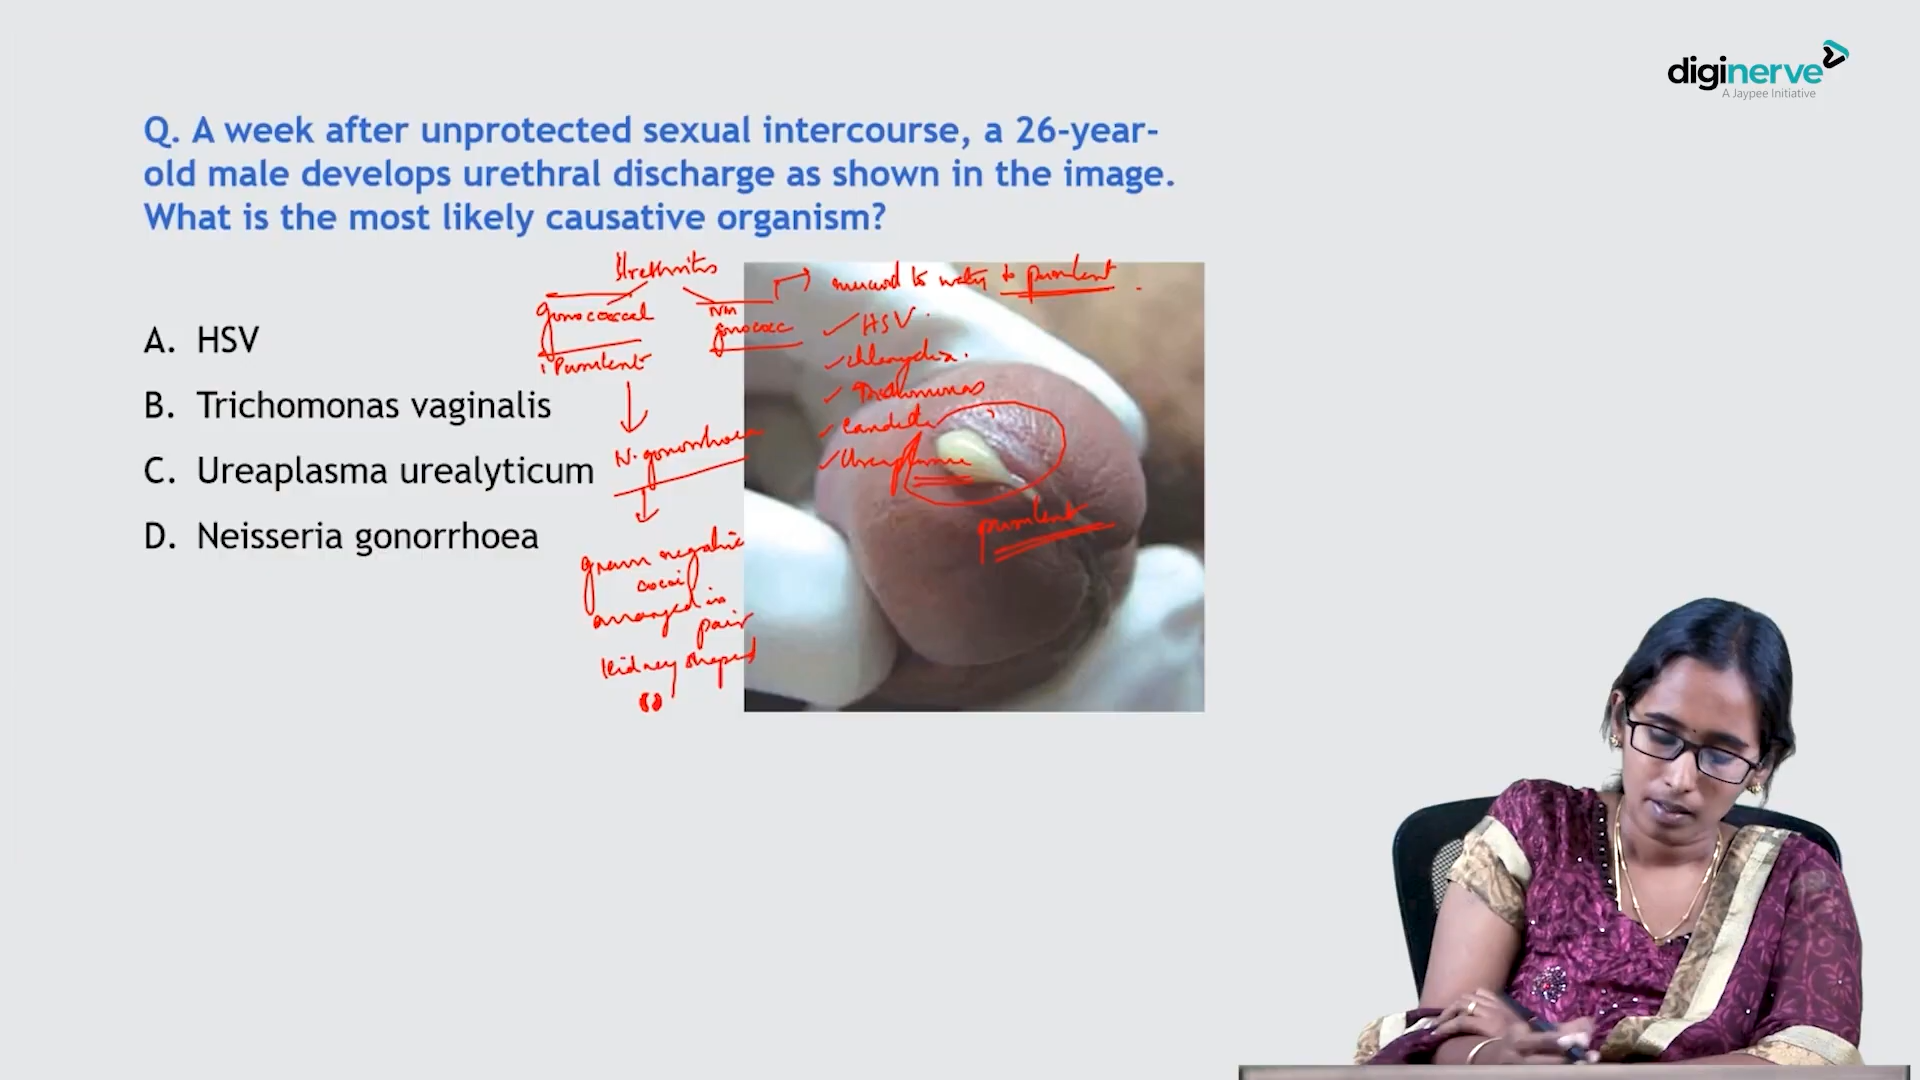 diginerve
A Jaypee Initiative
Q. A week after unprotected sexual intercourse, a 26-year-
old male develops urethral discharge as shown in the image.
What is the most likely causative organism?
A. HSV
B. Trichomonas vaginalis
C. Ureaplasma urealyticum
D. Neisseria gonorrhoea
Urethritis
gonococcal
Purulent
N. gonorrhoea
gram negative
cocci
arranged in
pair
kidney shaped
Non
gonococ
mucoid to watery to purulent
HSV
chlamydia
Trichomonas
Candida
Ureaplasma
purulent